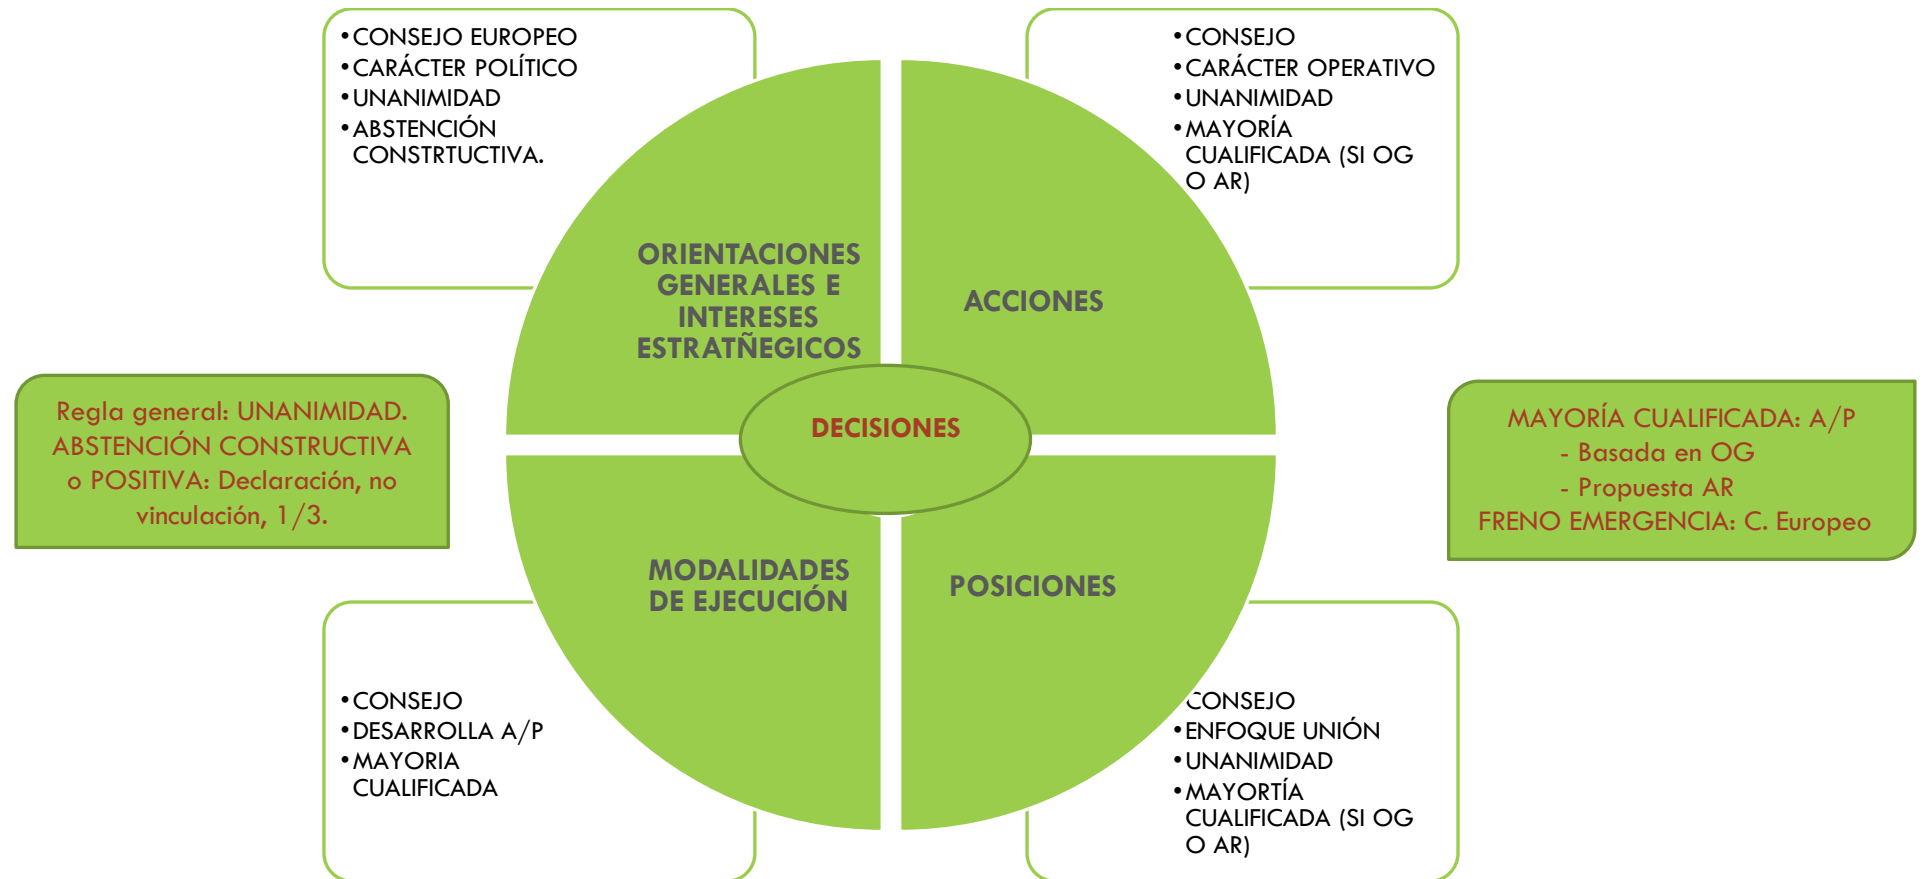 •CONSEJO EUROPEO
•CARÁCTER POLÍTICO
•UNANIMIDAD
•ABSTENCIÓN
CONSTRTUCTIVA.
•CONSEJO
•CARÁCTER OPERATIVO
•UNANIMIDAD
•MAYORÍA
CUALIFICADA (SI OG
O AR)
ORIENTACIONES
GENERALES E
INTERESES
ESTRATÑEGICOS
ACCIONES
Regla general: UNANIMIDAD.
ABSTENCIÓN CONSTRUCTIVA
o POSITIVA: Declaración, no
vinculación, 1/3.
DECISIONES
MAYORÍA CUALIFICADA: A/P
- Basada en OG
- Propuesta AR
FRENO EMERGENCIA: C. Europeo
MODALIDADES
DE EJECUCIÓN
POSICIONES
•CONSEJO
•DESARROLLA A/P
•MAYORIA
CUALIFICADA
CONSEJO
•ENFOQUE UNIÓN
•UNANIMIDAD
•MAYORTÍA
CUALIFICADA (SI OG
O AR)